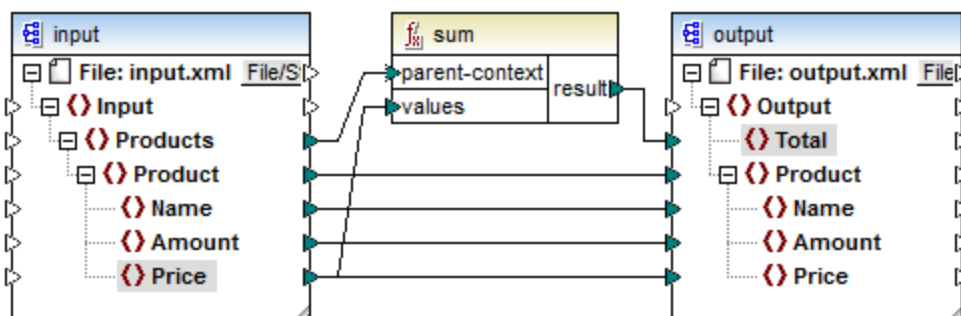 input
File: input.xml File/S
Input
Products
Product
Name
Amount
Price
sum
parent-context
values
result
output
File: output.xml File
Output
Total
Product
Name
Amount
Price